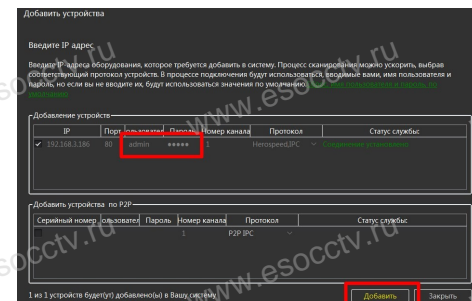 Добавить устройства
Введите IP адрес
Введите IP-адреса оборудования, которое требуется добавить в систему. Процесс сканирования можно ускорить, выбрав
соответствующий протокол устройств. В процессе подключения будут использоваться, вводимые вами, имя пользователя и
пароль, но если вы не вводите их, будут использоваться значения по умолчанию.
Добавление устройств
IP Порт Пароль Номер канала Протокол Статус службы:
192.168.3.186 80 admin ●●●●● 1 Herospeed,IPC Соединение установлено
Добавить устройства по P2P
Серийный номер Пароль Номер канала Протокол Статус службы:
1 P2P IPC
1 из 1 устройств будет(ут) добавлено(ы) в Вашу систему
Добавить Закрыть
www.esocctv.ru